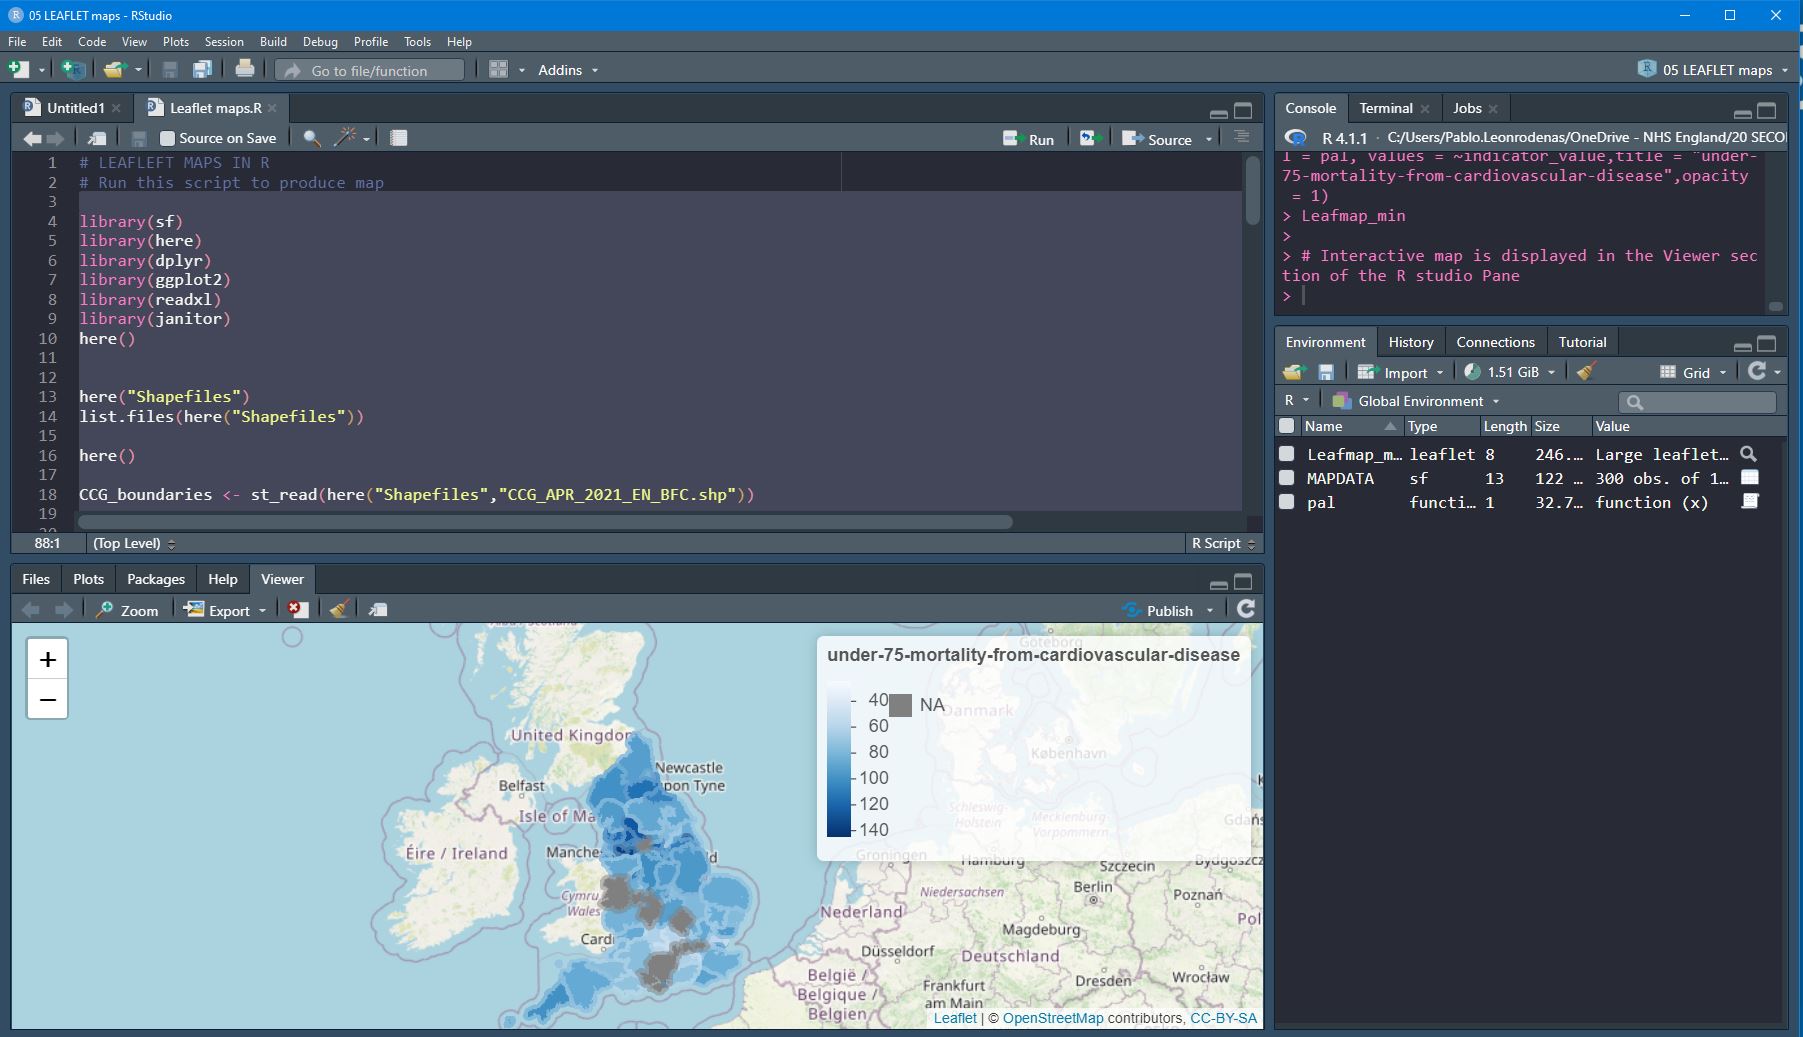 05 LEAFLET maps - RStudio
File Edit Code View Plots Session Build Debug Profile Tools Help
Go to file/function Addins 05 LEAFLET maps
Untitled1 Leaflet maps.R
Source on Save Run Source
1 # LEAFLEFT MAPS IN R
2 # Run this script to produce map
3
4 library(sf)
5 library(here)
6 library(dplyr)
7 library(ggplot2)
8 library(readxl)
9 library(janitor)
10 here()
11
12
13 here("Shapefiles")
14 list.files(here("Shapefiles"))
15
16 here()
17
18 CCG_boundaries <- st_read(here("Shapefiles","CCG_APR_2021_EN_BFC.shp"))
19
20
88:1 (Top Level) R Script
Files Plots Packages Help Viewer
Zoom Export Publish
+
−
under-75-mortality-from-cardiovascular-disease
40
60
80
100
120
140
NA
Göteborg
Danmark
København
United Kingdor
Newcastle
pon Tyne
Belfast
Isle of Ma
Schleswig-
Holstein
Mecklenburg-
Vorpommern
Gdańs
Éire / Ireland
Manche
d
Groningen
Hamburg
Szczecin
Bydgoszcz
Cymru
Wales
Niedersachsen
Berlin
Poznań
Nederland
Pol
Cardi
Magdeburg
Düsseldorf
Deutschland
België /
Belgique /
Belgien
Frankfurt
am Main
Dresden
Wrocław
Leaflet | © OpenStreetMap contributors, CC-BY-SA
Console Terminal Jobs
R 4.1.1 · C:/Users/Pablo.Leonrodenas/OneDrive - NHS England/20 SECO
l = pal, values = ~indicator_value,title = "under-
75-mortality-from-cardiovascular-disease",opacity
= 1)
> Leafmap_min
>
> # Interactive map is displayed in the Viewer sec
tion of the R studio Pane
>
Environment History Connections Tutorial
Import 1.51 GiB Grid
R Global Environment
Name Type Length Size Value
Leafmap_m… leaflet 8 246.… Large leaflet…
MAPDATA sf 13 122 … 300 obs. of 1…
pal functi… 1 32.7… function (x)